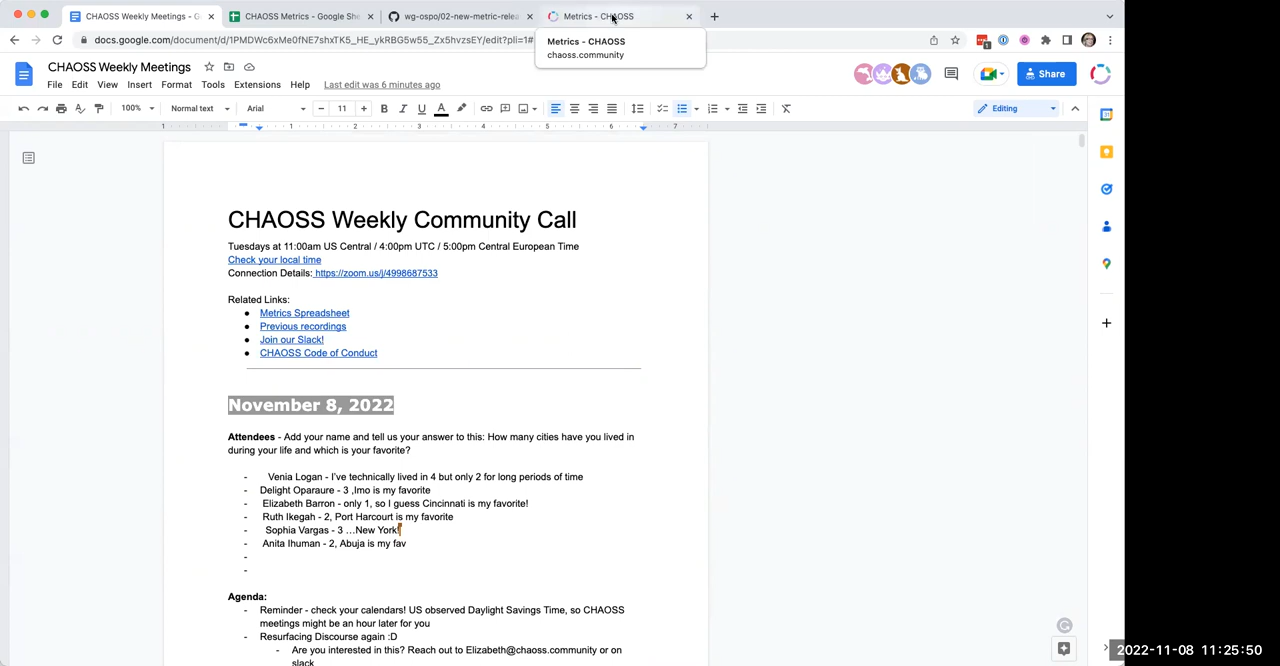 CHAOSS Weekly Meetings - G
CHAOSS Metrics - Google She
wg-ospo/02-new-metric-relea
Metrics - CHAOSS
docs.google.com/document/d/1PMDWc6xMe0fNE7shxTK5_HE_ykRBG5w55_Zx5hvzsEY/edit?pli=1#
Metrics - CHAOSS
chaoss.community
CHAOSS Weekly Meetings
File Edit View Insert Format Tools Extensions Help
Last edit was 6 minutes ago
Share
100% Normal text Arial 11 B I U A
Editing
1 1 2 3 4 5 6 7
CHAOSS Weekly Community Call
Tuesdays at 11:00am US Central / 4:00pm UTC / 5:00pm Central European Time
Check your local time
Connection Details: https://zoom.us/j/4998687533
Related Links:
● Metrics Spreadsheet
● Previous recordings
● Join our Slack!
● CHAOSS Code of Conduct
November 8, 2022
Attendees - Add your name and tell us your answer to this: How many cities have you lived in
during your life and which is your favorite?
- Venia Logan - I've technically lived in 4 but only 2 for long periods of time
- Delight Oparaure - 3 ,Imo is my favorite
- Elizabeth Barron - only 1, so I guess Cincinnati is my favorite!
- Ruth Ikegah - 2, Port Harcourt is my favorite
- Sophia Vargas - 3 …New York!
- Anita Ihuman - 2, Abuja is my fav
-
-
Agenda:
- Reminder - check your calendars! US observed Daylight Savings Time, so CHAOSS
meetings might be an hour later for you
- Resurfacing Discourse again :D
- Are you interested in this? Reach out to Elizabeth@chaoss.community or on
slack
2022-11-08 11:25:50